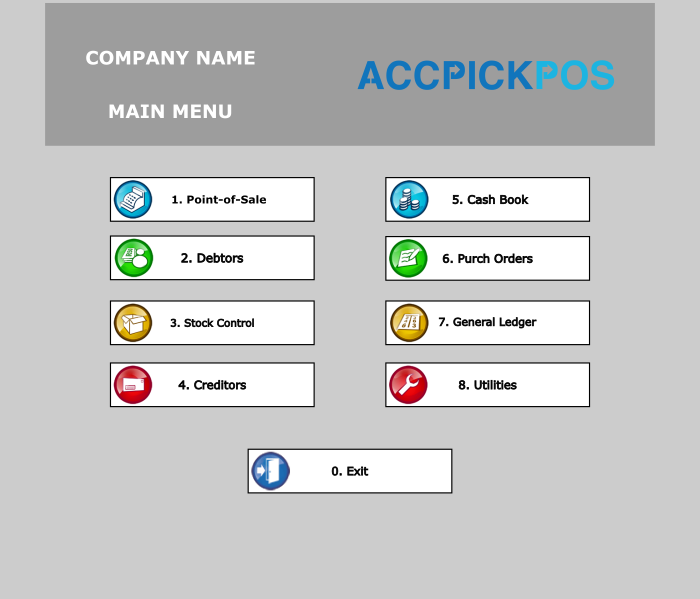 COMPANY NAME
ACCPICKPOS
MAIN MENU
1. Point-of-Sale
2. Debtors
3. Stock Control
4. Creditors
5. Cash Book
6. Purch Orders
7. General Ledger
8. Utilities
0. Exit